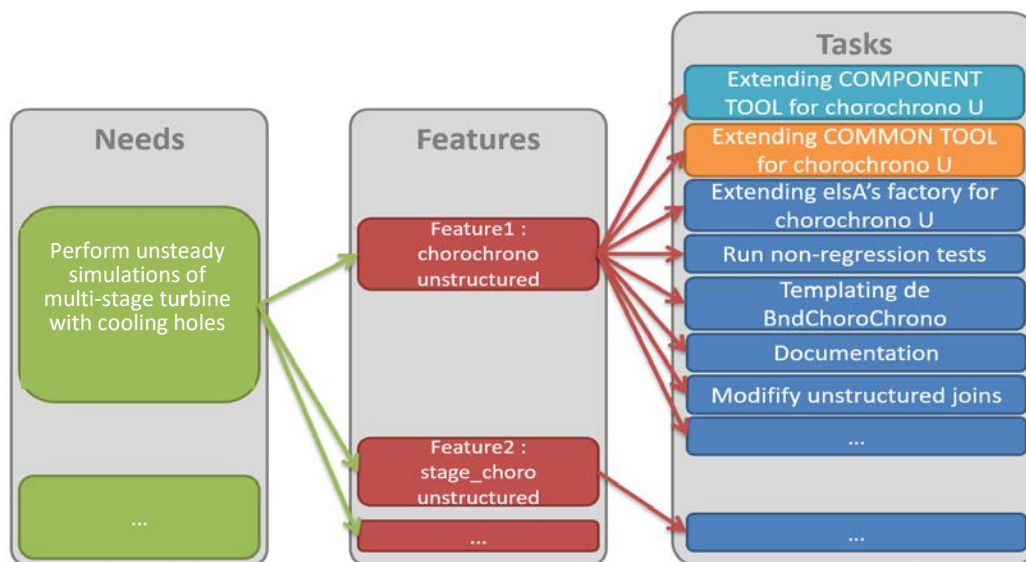 Needs
Perform unsteady
simulations of
multi-stage turbine
with cooling holes
...
Features
Feature1 :
chorochrono
unstructured
Feature2 :
stage_choro
unstructured
...
Tasks
Extending COMPONENT
TOOL for chorochrono U
Extending COMMON TOOL
for chorochrono U
Extending elsA's factory for
chorochrono U
Run non-regression tests
Templating de
BndChoroChrono
Documentation
Modifify unstructured joins
...
...